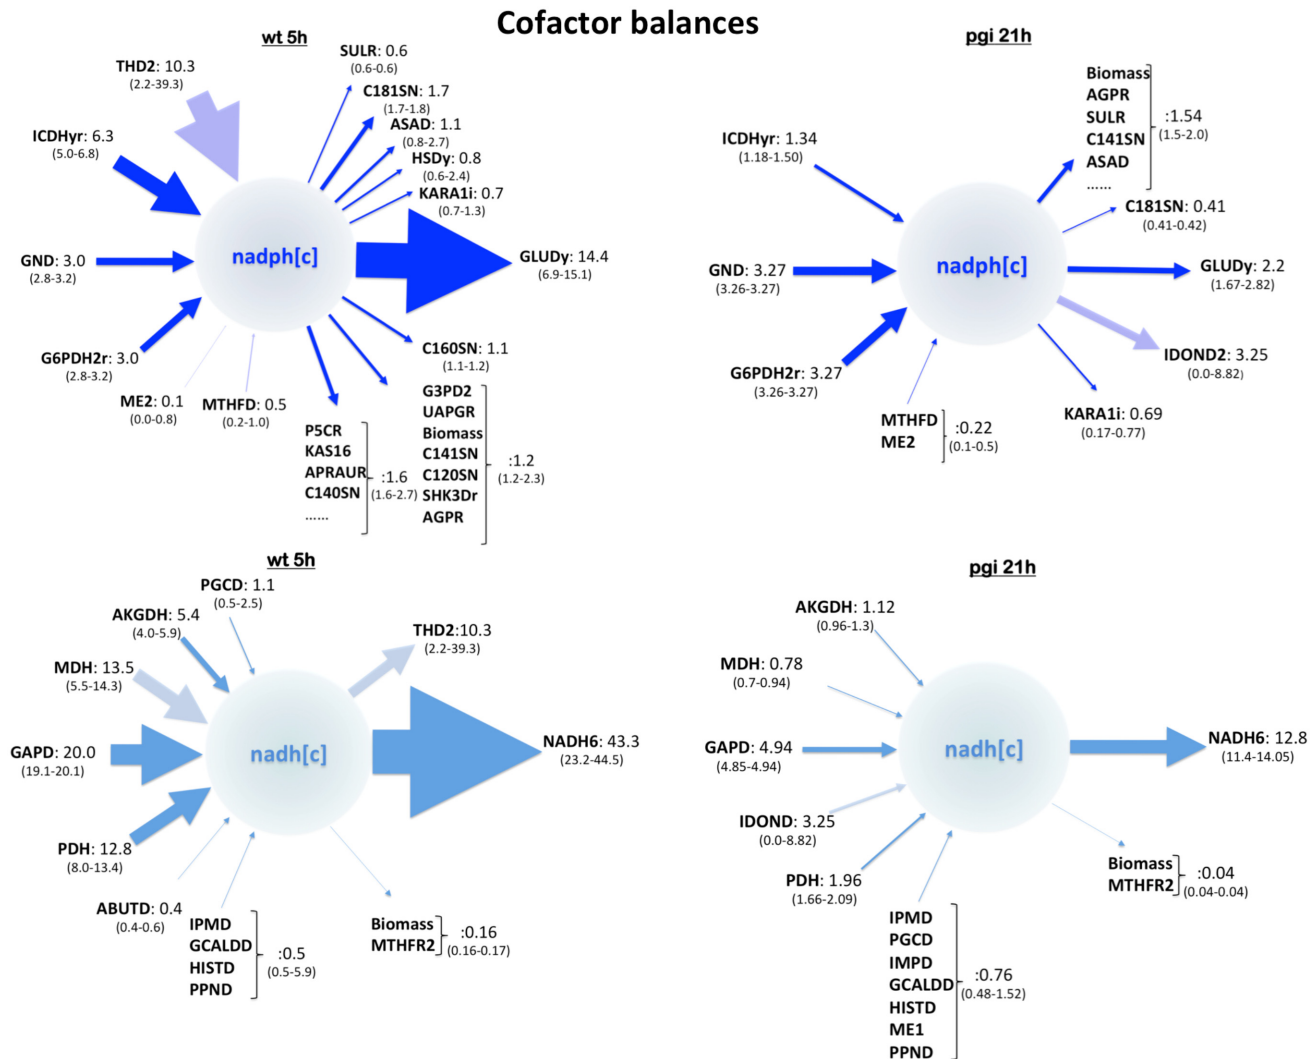 Cofactor balances
wt 5h
THD2: 10.3
(2.2-39.3)
SULR: 0.6
(0.6-0.6)
C181SN: 1.7
(1.7-1.8)
ASAD: 1.1
(0.8-2.7)
HSDy: 0.8
(0.6-2.4)
KARA1i: 0.7
(0.7-1.3)
ICDHyr: 6.3
(5.0-6.8)
nadph[c]
GLUDy: 14.4
(6.9-15.1)
GND: 3.0
(2.8-3.2)
G6PDH2r: 3.0
(2.8-3.2)
ME2: 0.1
(0.0-0.8)
MTHFD: 0.5
(0.2-1.0)
C160SN: 1.1
(1.1-1.2)
P5CR
KAS16
APRAUR
C140SN
......
:1.6
(1.6-2.7)
G3PD2
UAPGR
Biomass
C141SN
C120SN
SHK3Dr
AGPR
:1.2
(1.2-2.3)
pgi 21h
Biomass
AGPR
SULR
C141SN
ASAD
......
:1.54
(1.5-2.0)
ICDHyr: 1.34
(1.18-1.50)
C181SN: 0.41
(0.41-0.42)
GND: 3.27
(3.26-3.27)
nadph[c]
GLUDy: 2.2
(1.67-2.82)
G6PDH2r: 3.27
(3.26-3.27)
IDOND2: 3.25
(0.0-8.82)
MTHFD
ME2
:0.22
(0.1-0.5)
KARA1i: 0.69
(0.17-0.77)
wt 5h
PGCD: 1.1
(0.5-2.5)
AKGDH: 5.4
(4.0-5.9)
THD2:10.3
(2.2-39.3)
MDH: 13.5
(5.5-14.3)
GAPD: 20.0
(19.1-20.1)
nadh[c]
NADH6: 43.3
(23.2-44.5)
PDH: 12.8
(8.0-13.4)
ABUTD: 0.4
(0.4-0.6)
IPMD
GCALDD
HISTD
PPND
:0.5
(0.5-5.9)
Biomass
MTHFR2
:0.16
(0.16-0.17)
pgi 21h
AKGDH: 1.12
(0.96-1.3)
MDH: 0.78
(0.7-0.94)
GAPD: 4.94
(4.85-4.94)
nadh[c]
NADH6: 12.8
(11.4-14.05)
IDOND: 3.25
(0.0-8.82)
PDH: 1.96
(1.66-2.09)
Biomass
MTHFR2
:0.04
(0.04-0.04)
IPMD
PGCD
IMPD
GCALDD
HISTD
ME1
PPND
:0.76
(0.48-1.52)